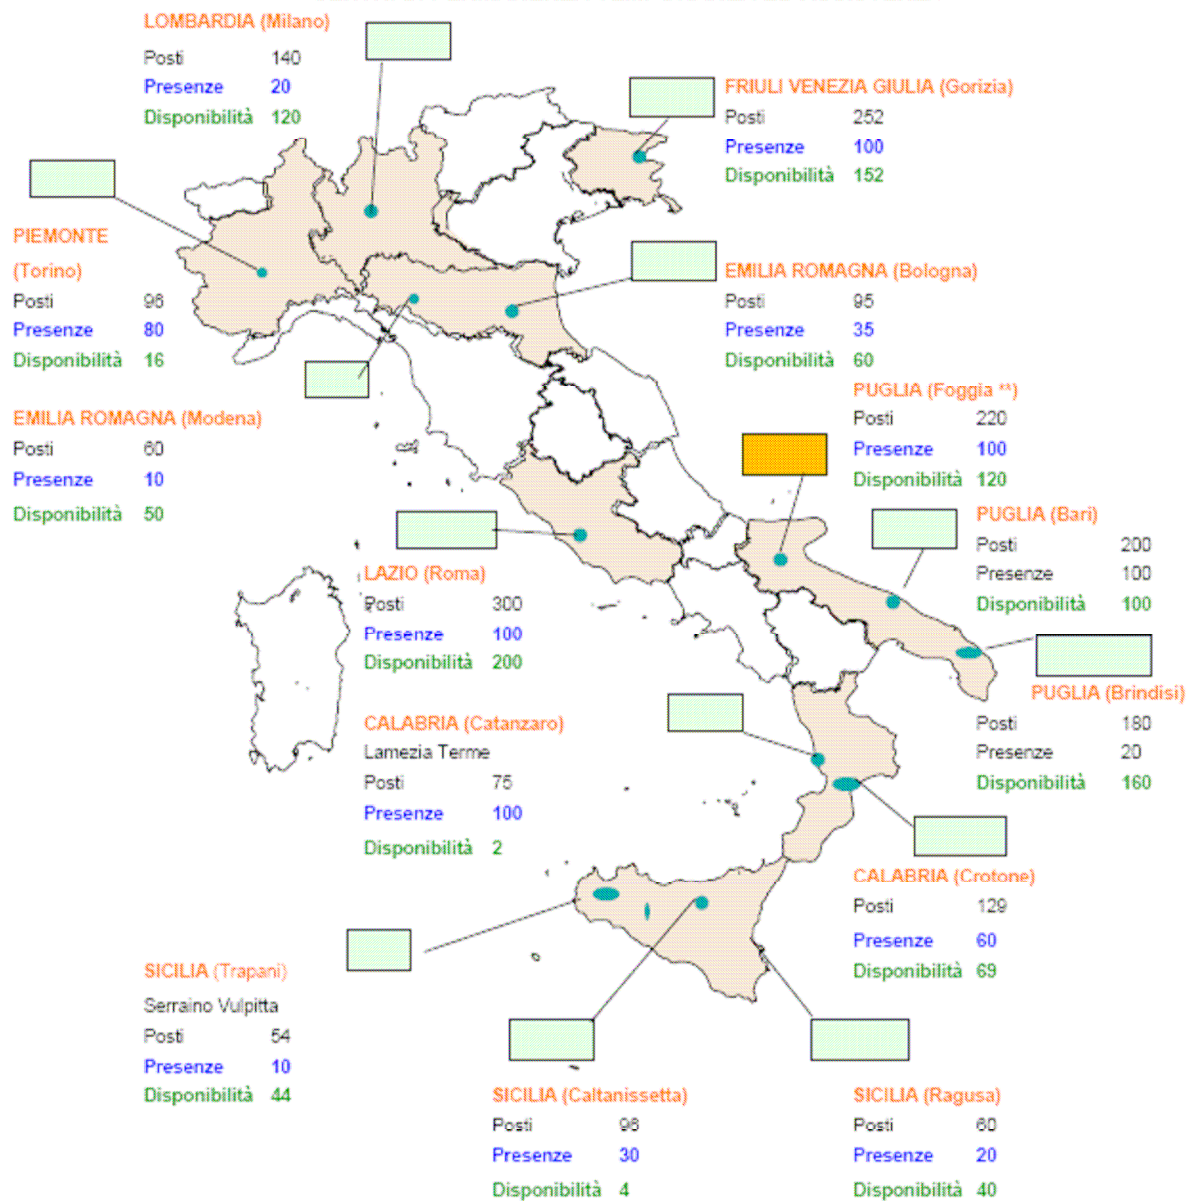 LOMBARDIA (Milano)
Posti 140
Presenze 20
Disponibilità 120
FRIULI VENEZIA GIULIA (Gorizia)
Posti 252
Presenze 100
Disponibilità 152
PIEMONTE
(Torino)
Posti 96
Presenze 80
Disponibilità 16
EMILIA ROMAGNA (Bologna)
Posti 95
Presenze 35
Disponibilità 60
EMILIA ROMAGNA (Modena)
Posti 60
Presenze 10
Disponibilità 50
PUGLIA (Foggia **)
Posti 220
Presenze 100
Disponibilità 120
PUGLIA (Bari)
Posti 200
Presenze 100
Disponibilità 100
LAZIO (Roma)
Posti 300
Presenze 100
Disponibilità 200
PUGLIA (Brindisi)
Posti 180
Presenze 20
Disponibilità 160
CALABRIA (Catanzaro)
Lamezia Terme
Posti 75
Presenze 100
Disponibilità 2
CALABRIA (Crotone)
Posti 129
Presenze 60
Disponibilità 69
SICILIA (Trapani)
Serraino Vulpitta
Posti 54
Presenze 10
Disponibilità 44
SICILIA (Caltanissetta)
Posti 96
Presenze 30
Disponibilità 4
SICILIA (Ragusa)
Posti 60
Presenze 20
Disponibilità 40